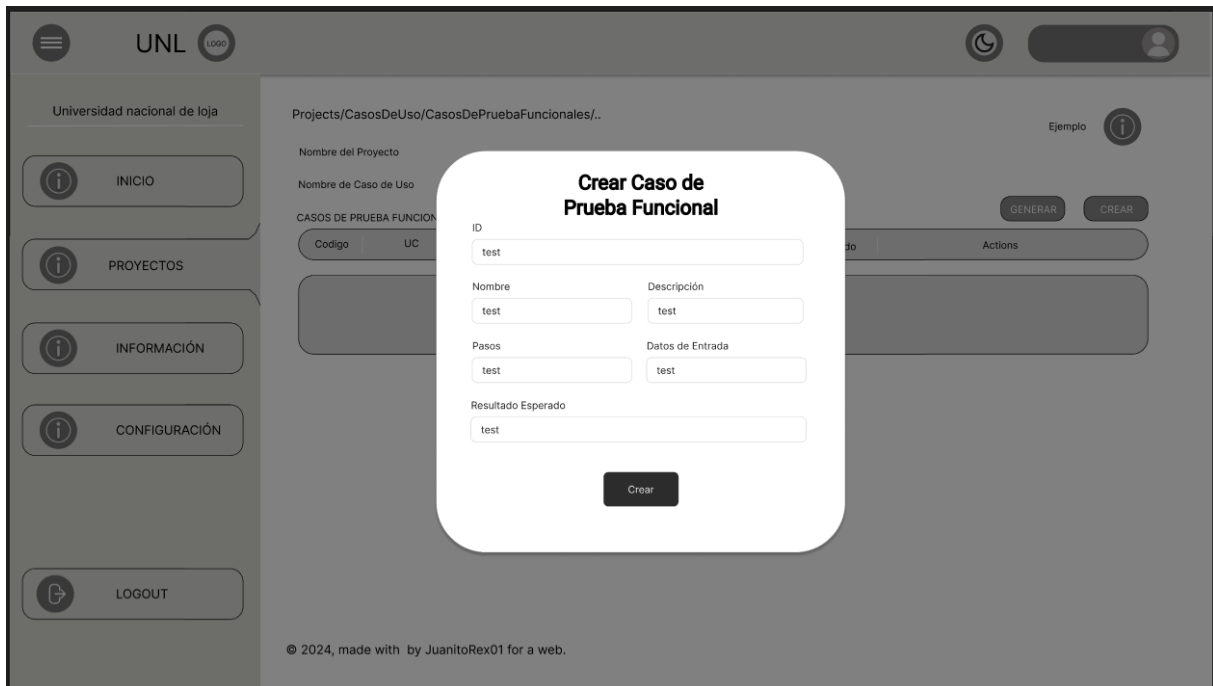 UNL
LOGO
Universidad nacional de loja
INICIO
PROYECTOS
INFORMACIÓN
CONFIGURACIÓN
LOGOUT
Projects/CasosDeUso/CasosDePruebaFuncionales/..
Ejemplo
Nombre del Proyecto
Nombre de Caso de Uso
CASOS DE PRUEBA FUNCION
GENERAR CREAR
Codigo UC do Actions
Crear Caso de
Prueba Funcional
ID
test
Nombre Descripción
test test
Pasos Datos de Entrada
test test
Resultado Esperado
test
Crear
© 2024, made with by JuanitoRex01 for a web.